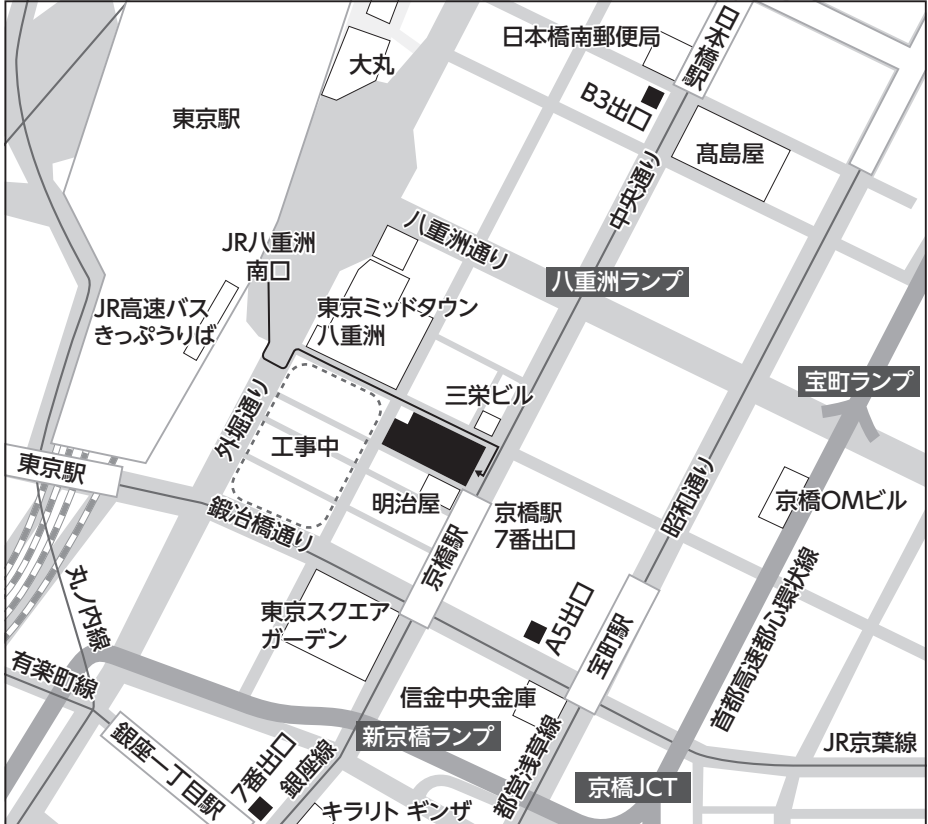 日本橋駅
日本橋南郵便局
大丸
B3出口
東京駅
髙島屋
中央通り
八重洲通り
JR八重洲
南口
八重洲ランプ
JR高速バス
きっぷうりば
東京ミッドタウン
八重洲
宝町ランプ
三栄ビル
外堀通り
工事中
東京駅
昭和通り
京橋OMビル
明治屋
京橋駅
7番出口
鍛冶橋通り
京橋駅
丸ノ内線
東京スクエア
ガーデン
A5出口
宝町駅
首都高速都心環状線
有楽町線
信金中央金庫
新京橋ランプ
JR京葉線
銀座一丁目駅
7番出口
銀座線
都営浅草線
京橋JCT
キラリト ギンザ